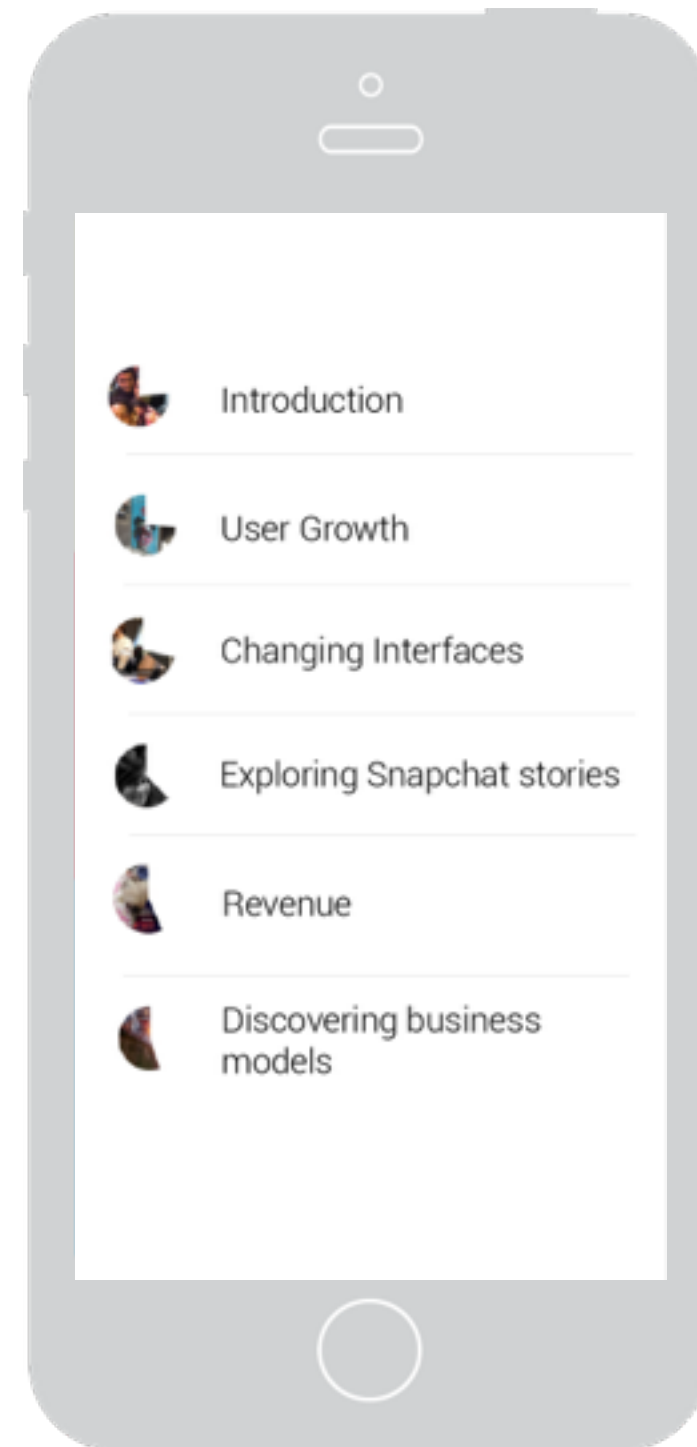 Introduction
User Growth
Changing Interfaces
Exploring Snapchat stories
Revenue
Discovering business
models